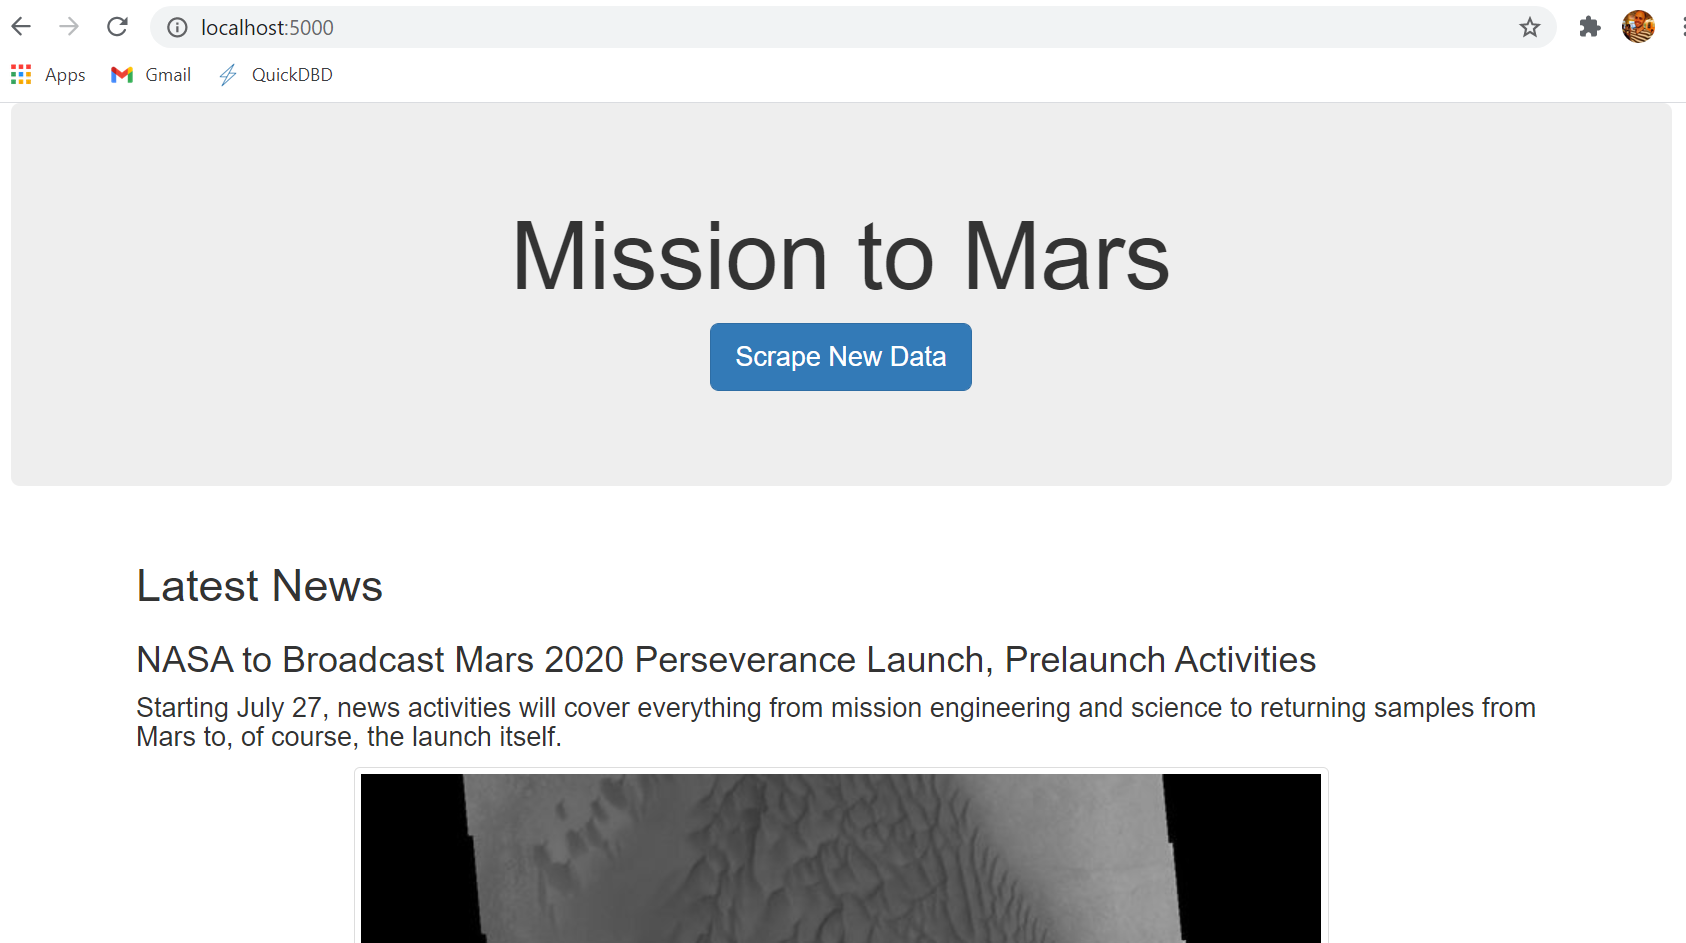 localhost:5000
Apps Gmail QuickDBD
Mission to Mars
Scrape New Data
Latest News
NASA to Broadcast Mars 2020 Perseverance Launch, Prelaunch Activities
Starting July 27, news activities will cover everything from mission engineering and science to returning samples from
Mars to, of course, the launch itself.